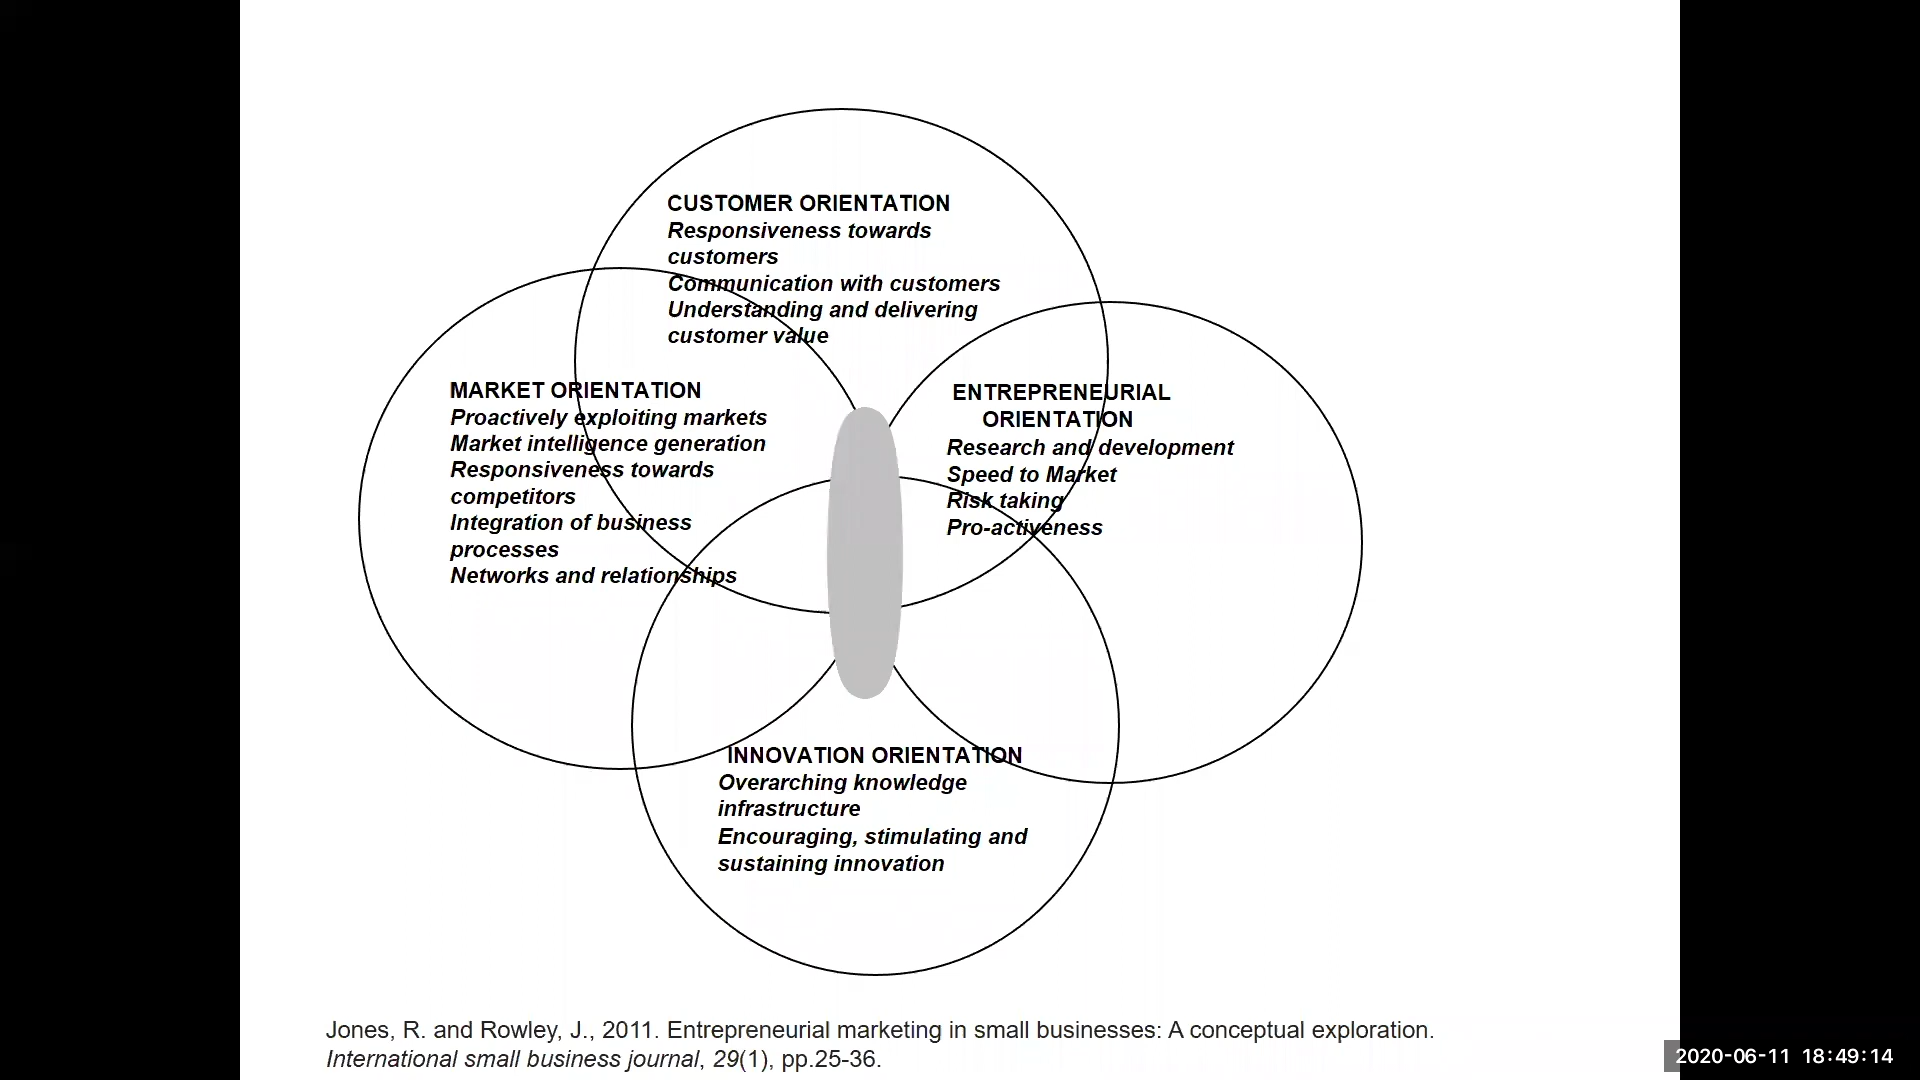 CUSTOMER ORIENTATION
Responsiveness towards
customers
Communication with customers
Understanding and delivering
customer value
MARKET ORIENTATION
Proactively exploiting markets
Market intelligence generation
Responsiveness towards
competitors
Integration of business
processes
Networks and relationships
ENTREPRENEURIAL
ORIENTATION
Research and development
Speed to Market
Risk taking
Pro-activeness
INNOVATION ORIENTATION
Overarching knowledge
infrastructure
Encouraging, stimulating and
sustaining innovation
Jones, R. and Rowley, J., 2011. Entrepreneurial marketing in small businesses: A conceptual exploration.
International small business journal, 29(1), pp.25-36.
2020-06-11 18:49:14